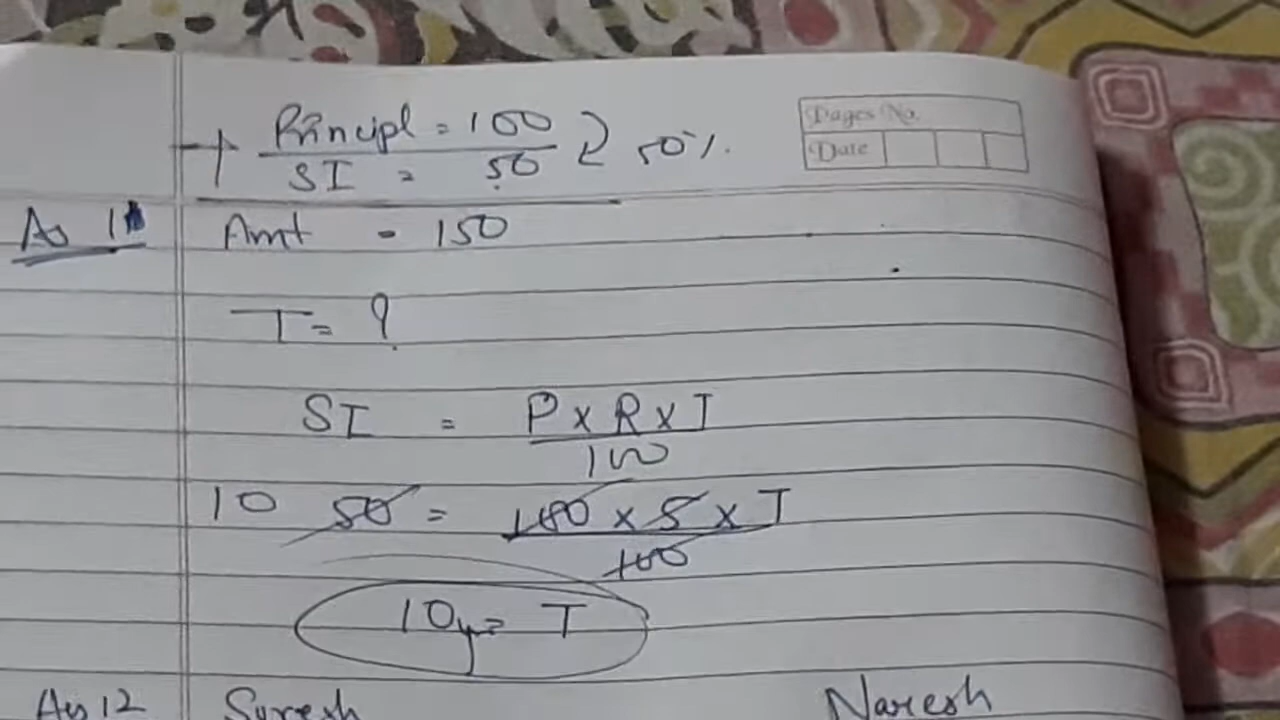 Principl = 100
SI = 50
50%.
Pages No.
Date
As 11
Amt = 150
T = ?
SI = P x R x T
100
10 50 = 100 x 5 x T
100
10y = T
As 12 Suresh Naresh